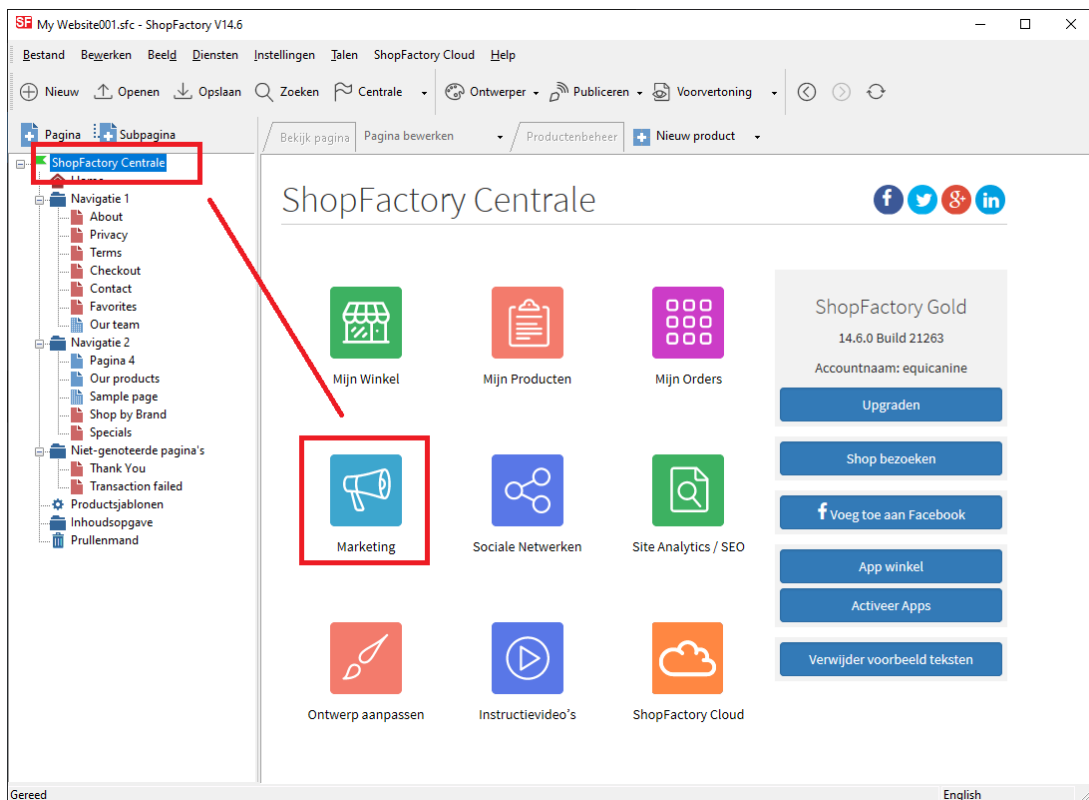 SF My Website001.sfc - ShopFactory V14.6
Bestand Bewerken Beeld Diensten Instellingen Talen ShopFactory Cloud Help
Nieuw Openen Opslaan Zoeken Centrale Ontwerper Publiceren Voorvertoning
Pagina Subpagina
Bekijk pagina Pagina bewerken Productenbeheer Nieuw product
ShopFactory Centrale
Home
Navigatie 1
About
Privacy
Terms
Checkout
Contact
Favorites
Our team
Navigatie 2
Pagina 4
Our products
Sample page
Shop by Brand
Specials
Niet-genoteerde pagina's
Thank You
Transaction failed
Productsjablonen
Inhoudsopgave
Prullenmand
ShopFactory Centrale
f g+ in
Mijn Winkel
Mijn Producten
Mijn Orders
Marketing
Sociale Netwerken
Site Analytics / SEO
Ontwerp aanpassen
Instructievideo's
ShopFactory Cloud
ShopFactory Gold
14.6.0 Build 21263
Accountnaam: equicanine
Upgraden
Shop bezoeken
f Voeg toe aan Facebook
App winkel
Activeer Apps
Verwijder voorbeeld teksten
Gereed
English